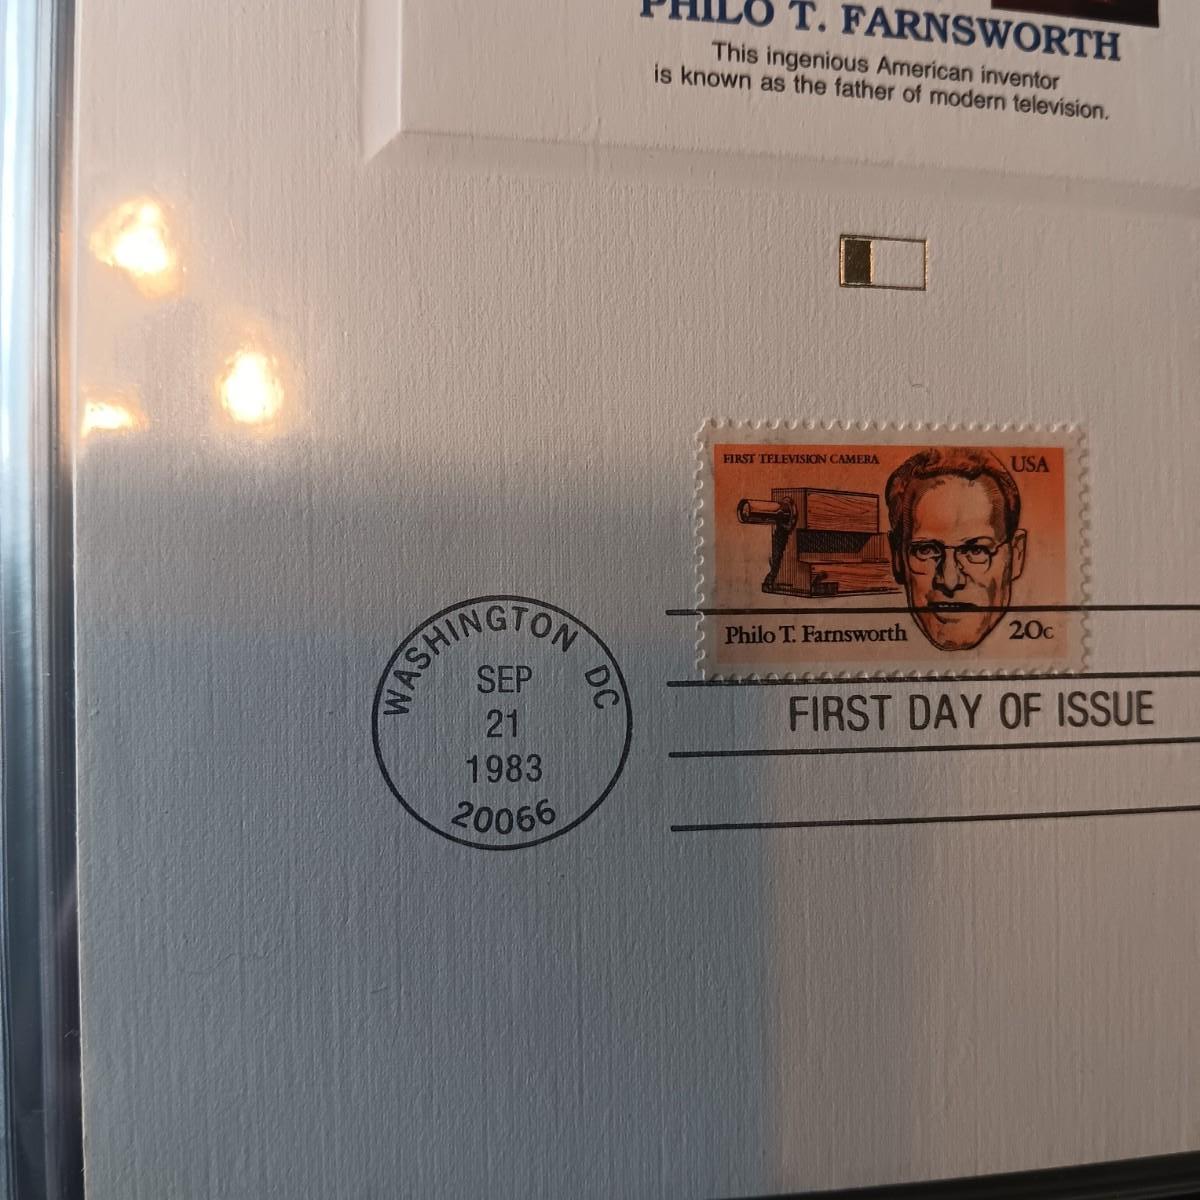 PHILO T. FARNSWORTH
This ingenious American inventor
is known as the father of modern television.
FIRST TELEVISION CAMERA
USA
Philo T. Farnsworth
20c
WASHINGTON DC
SEP
21
1983
20066
FIRST DAY OF ISSUE